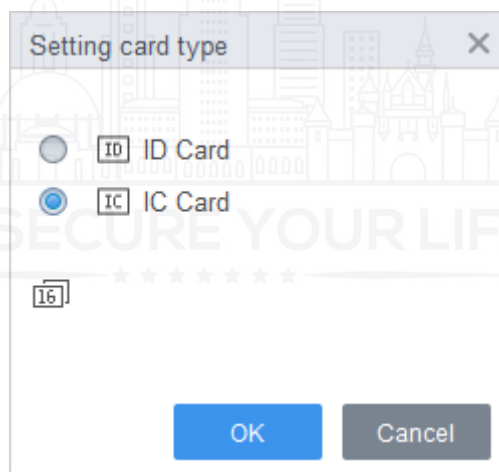 Setting card type
ID ID Card
IC IC Card
SECURE YOUR LIF
16
OK
Cancel